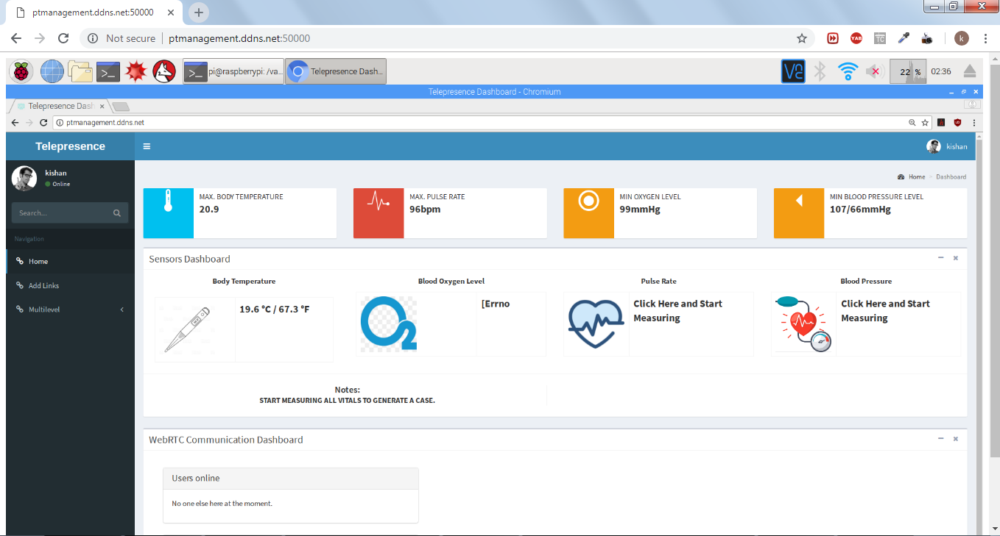 ptmanagement.ddns.net:50000
Not secure
ptmanagement.ddns.net:50000
YAB
TC
k
pi@raspberrypi: /va...
Telepresence Dash...
22 %
02:36
Telepresence Dashboard - Chromium
Telepresence Dash
ptmanagement.ddns.net
Telepresence
kishan
kishan
Online
Home > Dashboard
MAX. BODY TEMPERATURE
20.9
MAX. PULSE RATE
96bpm
MIN OXYGEN LEVEL
99mmHg
MIN BLOOD PRESSURE LEVEL
107/66mmHg
Search...
Navigation
Home
Add Links
Multilevel
Sensors Dashboard
Body Temperature
19.6 °C / 67.3 °F
Blood Oxygen Level
O2
[Errno
Pulse Rate
Click Here and Start
Measuring
Blood Pressure
Click Here and Start
Measuring
Notes:
START MEASURING ALL VITALS TO GENERATE A CASE.
WebRTC Communication Dashboard
Users online
No one else here at the moment.